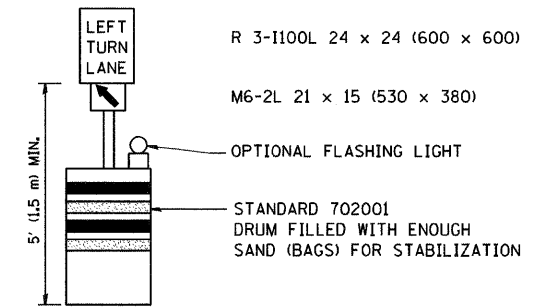 LEFT
TURN
LANE
R 3-I100L 24 x 24 (600 x 600)
M6-2L 21 x 15 (530 x 380)
OPTIONAL FLASHING LIGHT
5' (1.5 m) MIN.
STANDARD 702001
DRUM FILLED WITH ENOUGH
SAND (BAGS) FOR STABILIZATION